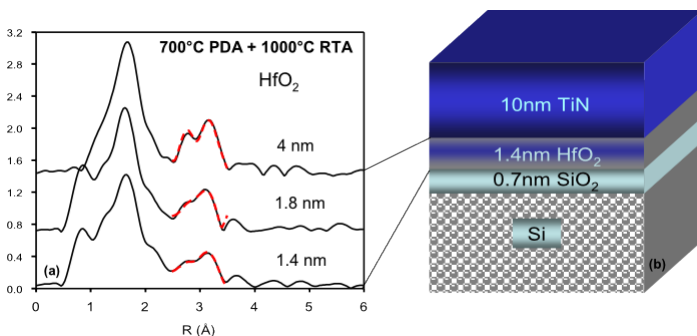 700°C PDA + 1000°C RTA
HfO₂
3.2
2.8
2.4
2.0
1.6
1.2
0.8
0.4
0.0
4 nm
1.8 nm
1.4 nm
(a)
0 1 2 3 4 5 6
R (Å)
10nm TiN
1.4nm HfO₂
0.7nm SiO₂
Si
(b)